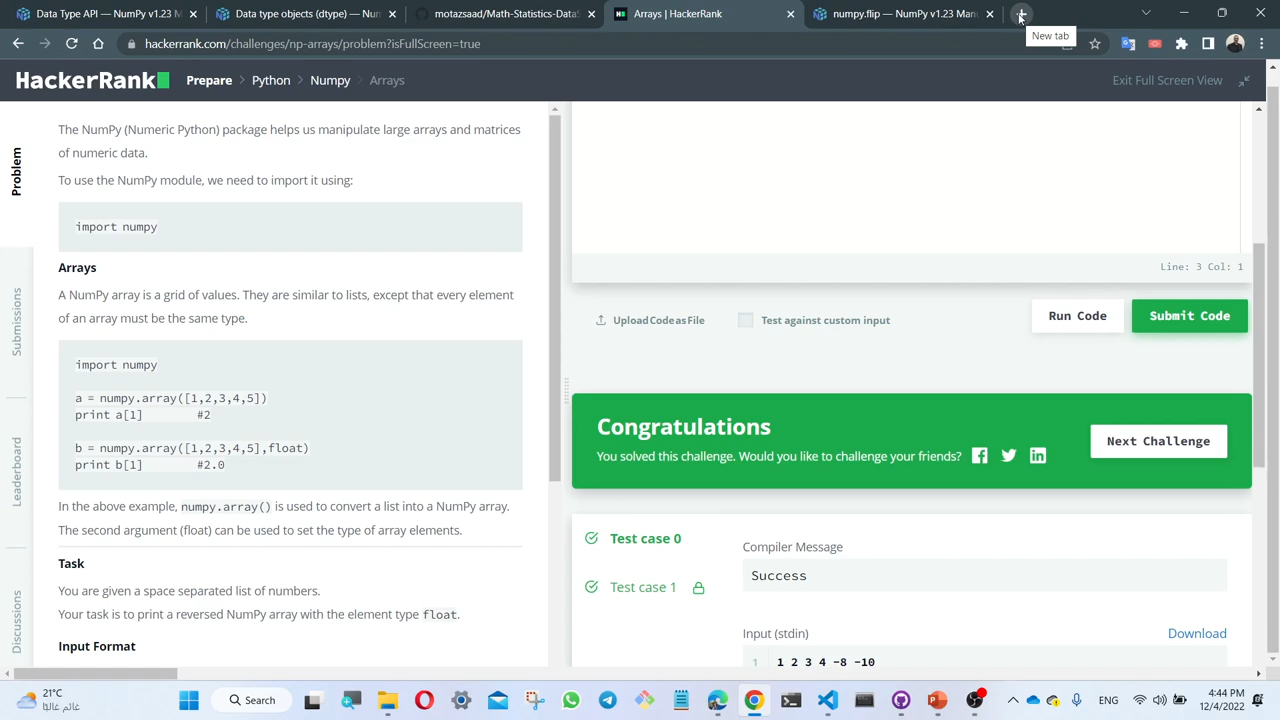 NumPy v1.23 M
Data type objects (dtype) — Num
motazsaad/Math-Statistics-DataS
Arrays | HackerRank
numpy.flip — NumPy v1.23 Man
New tab
hackerrank.com/challenges/np-arrays/problem?isFullScreen=true
HackerRank
Prepare > Python > Numpy > Arrays
Exit Full Screen View
Problem
Submissions
Leaderboard
Discussions
The NumPy (Numeric Python) package helps us manipulate large arrays and matrices
of numeric data.
To use the NumPy module, we need to import it using:
import numpy
Arrays
A NumPy array is a grid of values. They are similar to lists, except that every element
of an array must be the same type.
import numpy
a = numpy.array([1,2,3,4,5])
print a[1] #2
b = numpy.array([1,2,3,4,5],float)
print b[1] #2.0
In the above example, numpy.array() is used to convert a list into a NumPy array.
The second argument (float) can be used to set the type of array elements.
Task
You are given a space separated list of numbers.
Your task is to print a reversed NumPy array with the element type float.
Input Format
Line: 3 Col: 1
Upload Code as File
Test against custom input
Run Code
Submit Code
Congratulations
You solved this challenge. Would you like to challenge your friends?
Next Challenge
Test case 0
Test case 1
Compiler Message
Success
Input (stdin)
Download
1 1 2 3 4 -8 -10
21°C
غائم غالبًا
Search
ENG
4:44 PM
12/4/2022